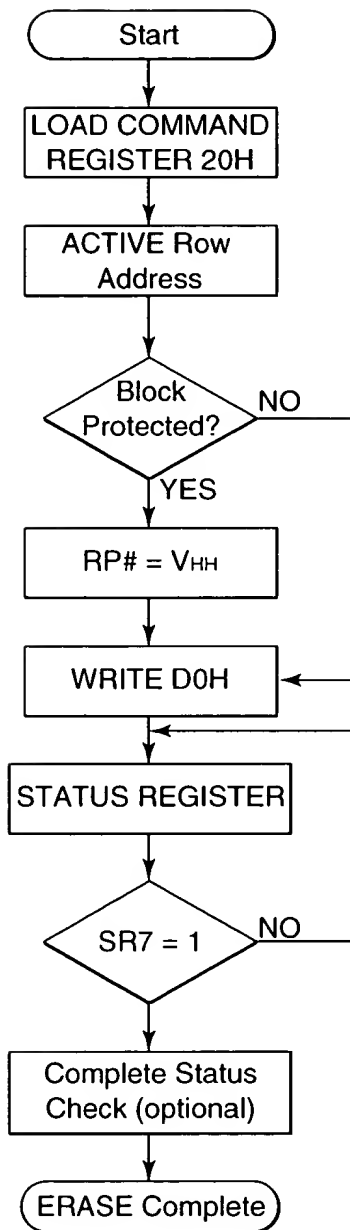 Start
LOAD COMMAND
REGISTER 20H
ACTIVE Row
Address
Block
Protected?
NO
YES
RP# = VHH
WRITE D0H
STATUS REGISTER
SR7 = 1
NO
Complete Status
Check (optional)
ERASE Complete